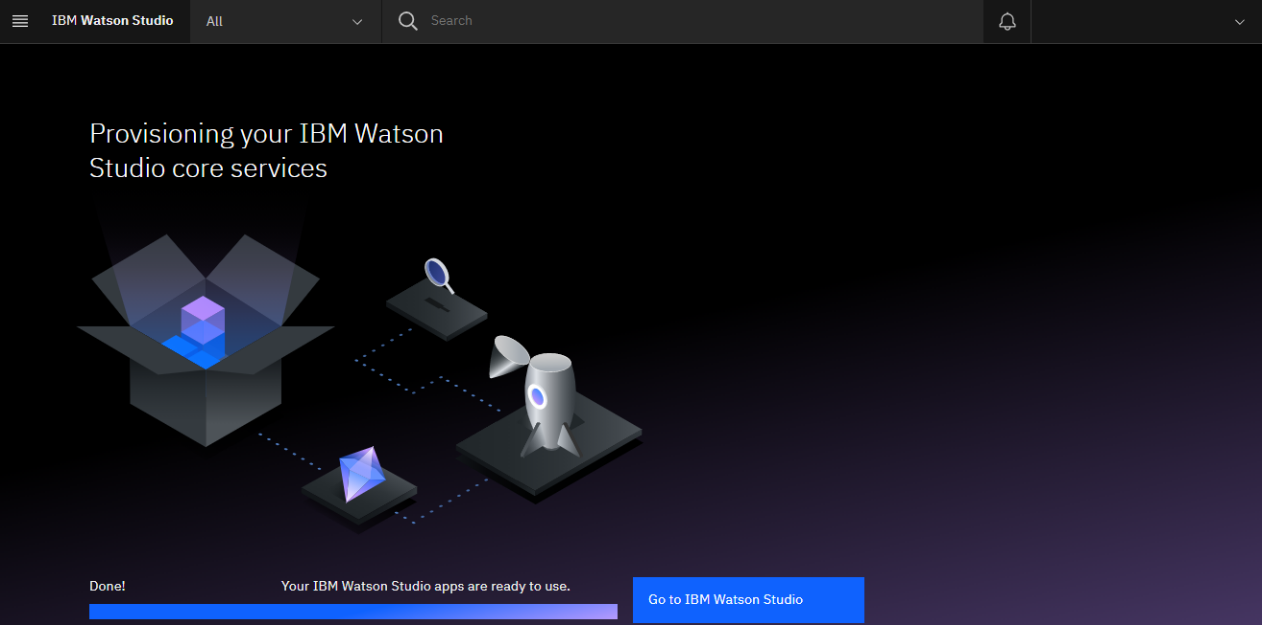 IBM Watson Studio
All
Search
Provisioning your IBM Watson
Studio core services
Done!
Your IBM Watson Studio apps are ready to use.
Go to IBM Watson Studio